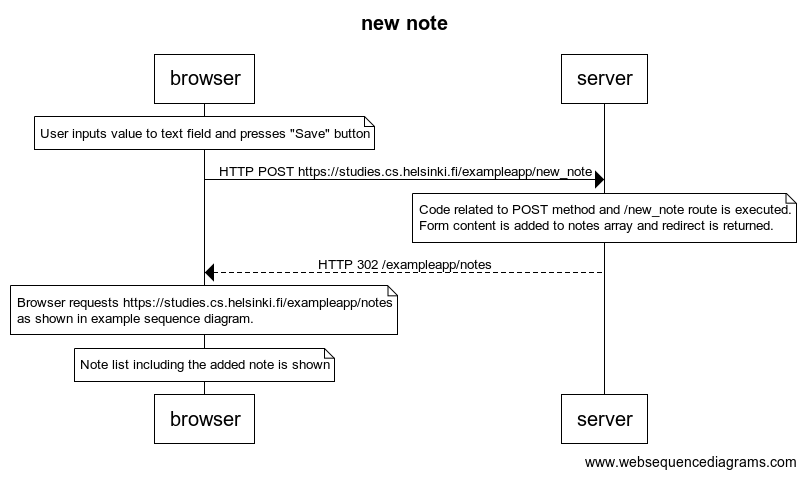 new note
browser
server
User inputs value to text field and presses "Save" button
HTTP POST https://studies.cs.helsinki.fi/exampleapp/new_note
Code related to POST method and /new_note route is executed.
Form content is added to notes array and redirect is returned.
HTTP 302 /exampleapp/notes
Browser requests https://studies.cs.helsinki.fi/exampleapp/notes
as shown in example sequence diagram.
Note list including the added note is shown
browser
server
www.websequencediagrams.com